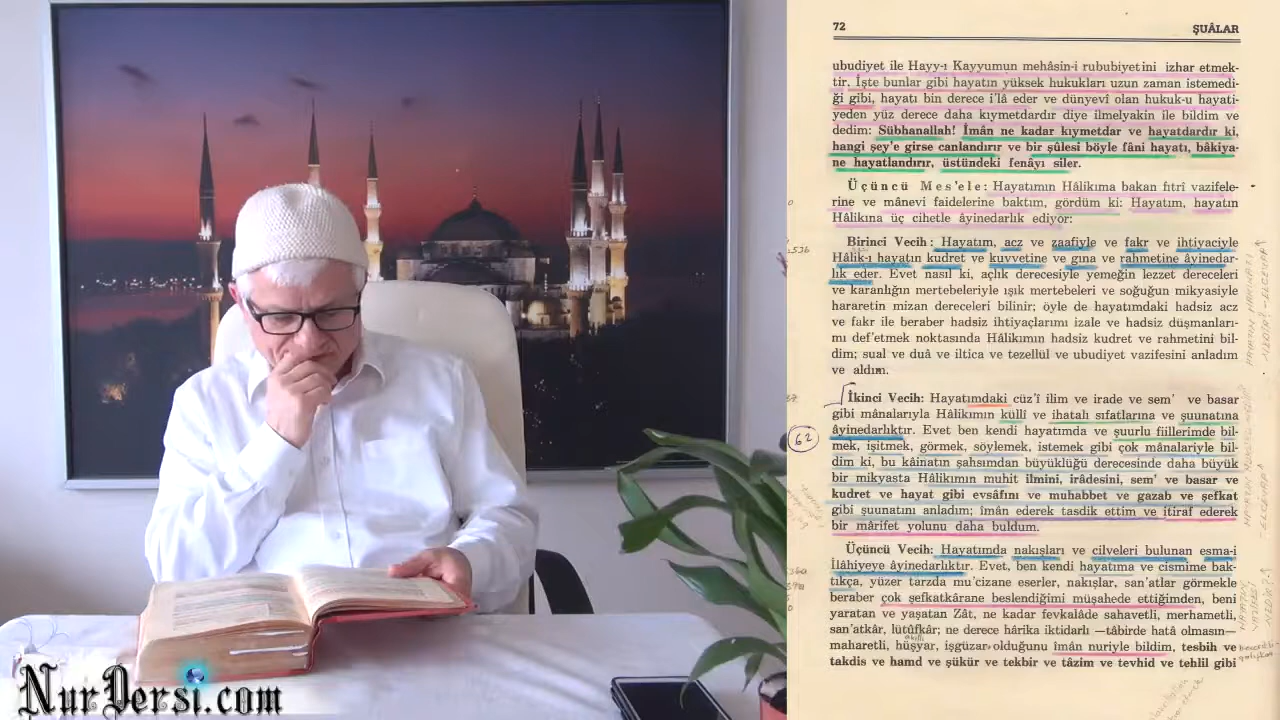 72
ŞUÂLAR
ubudiyet ile Hayy-ı Kayyumun mehâsin-i rububiyetini izhar etmek-
tir. İşte bunlar gibi hayatın yüksek hukukları uzun zaman istemedi-
ği gibi, hayatı bin derece i'lâ eder ve dünyevî olan hukuk-u hayati-
yeden yüz derece daha kıymetdardır diye ilmelyakin ile bildim ve
dedim: Sübhanallah! İmân ne kadar kıymetdar ve hayatdardır ki,
hangi şey'e girse canlandırır ve bir şûlesi böyle fâni hayatı, bâkiya-
ne hayatlandırır, üstündeki fenâyı siler.
Üçüncü Mes'ele: Hayatımın Hâlikıma bakan fıtrî vazifele-
rine ve mânevi faidelerine baktım, gördüm ki: Hayatım, hayatın
Hâlikına üç cihetle âyinedarlık ediyor:
Birinci Vecih: Hayatım, acz ve zaafiyle ve fakr ve ihtiyaciyle
Hâlik-ı hayatın kudret ve kuvvetine ve gına ve rahmetine âyinedar-
lık eder. Evet nasıl ki, açlık derecesiyle yemeğin lezzet dereceleri
ve karanlığın mertebeleriyle ışık mertebeleri ve soğuğun mikyasiyle
hararetin mizan dereceleri bilinir; öyle de hayatımdaki hadsiz acz
ve fakr ile beraber hadsiz ihtiyaçlarımı izale ve hadsiz düşmanları-
mı def'etmek noktasında Hâlikımın hadsiz kudret ve rahmetini bil-
dim; sual ve duâ ve iltica ve tezellül ve ubudiyet vazifesini anladım
ve aldım.
İkinci Vecih: Hayatımdaki cüz'î ilim ve irade ve sem' ve basar
gibi mânalarıyla Hâlikımın küllî ve ihatalı sıfatlarına ve şuunatına
âyinedarlıktır. Evet ben kendi hayatımda ve şuurlu fiillerimde bil-
62
mek, işitmek, görmek, söylemek, istemek gibi çok mânalariyle bil-
dim ki, bu kâinatın şahsımdan büyüklüğü derecesinde daha büyük
bir mikyasta Hâlikımın muhit ilmini, irâdesini, sem' ve basar ve
kudret ve hayat gibi evsâfını ve muhabbet ve gazab ve şefkat
gibi şuunatını anladım; îmân ederek tasdik ettim ve itiraf ederek
bir mârifet yolunu daha buldum.
Üçüncü Vecih: Hayatımda nakışları ve cilveleri bulunan esma-i
İlâhiyeye âyinedarlıktır. Evet, ben kendi hayatıma ve cismime bak-
tıkça, yüzer tarzda mu'cizane eserler, nakışlar, san'atlar görmekle
beraber çok şefkatkârane beslendiğimi müşahede ettiğimden, beni
yaratan ve yaşatan Zât, ne kadar fevkalâde sahavetli, merhametli,
san'atkâr, lütûfkâr; ne derece hârika iktidarlı —tâbirde hatâ olmasın—
maharetli, hüşyar, işgüzar olduğunu îmân nuriyle bildim, tesbih ve
takdis ve hamd ve şükür ve tekbir ve tâzim ve tevhid ve tehlil gibi
NurDersi.com